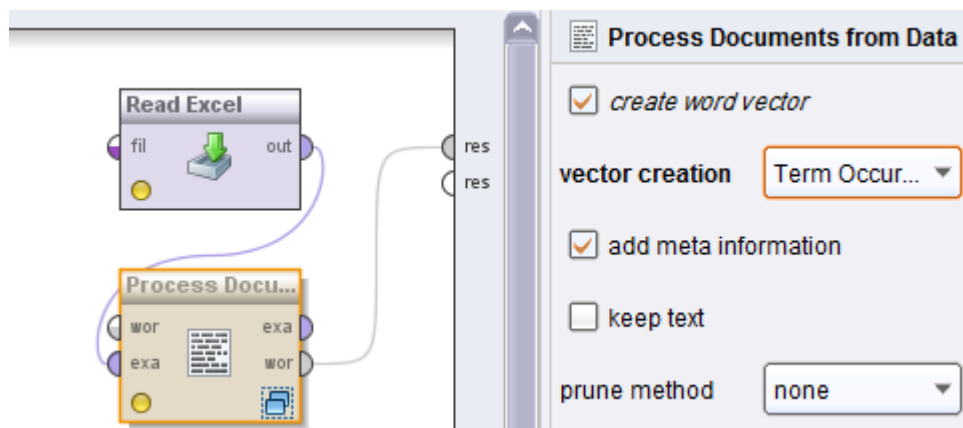 Read Excel
fil out
res
res
Process Docu...
wor exa
exa wor
Process Documents from Data
create word vector
vector creation Term Occur...
add meta information
keep text
prune method none